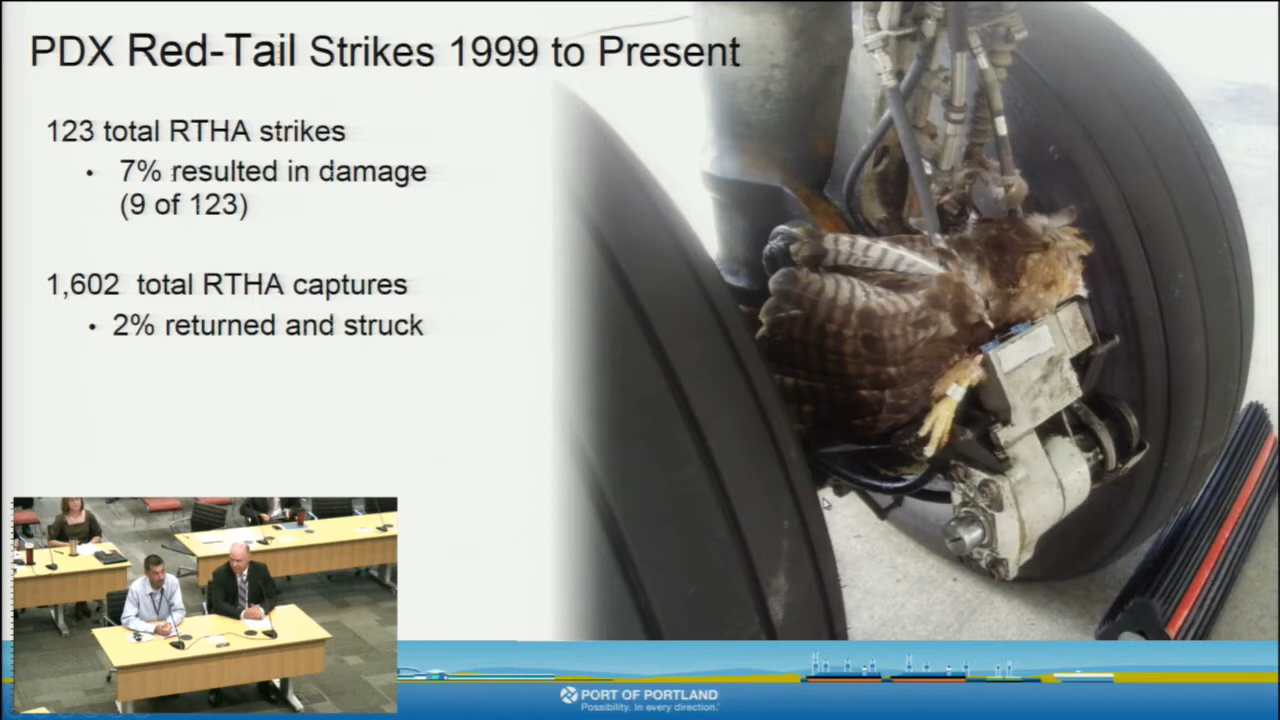 PDX Red-Tail Strikes 1999 to Present
123 total RTHA strikes
• 7% resulted in damage
(9 of 123)
1,602 total RTHA captures
• 2% returned and struck
PORT OF PORTLAND
Possibility. In every direction.